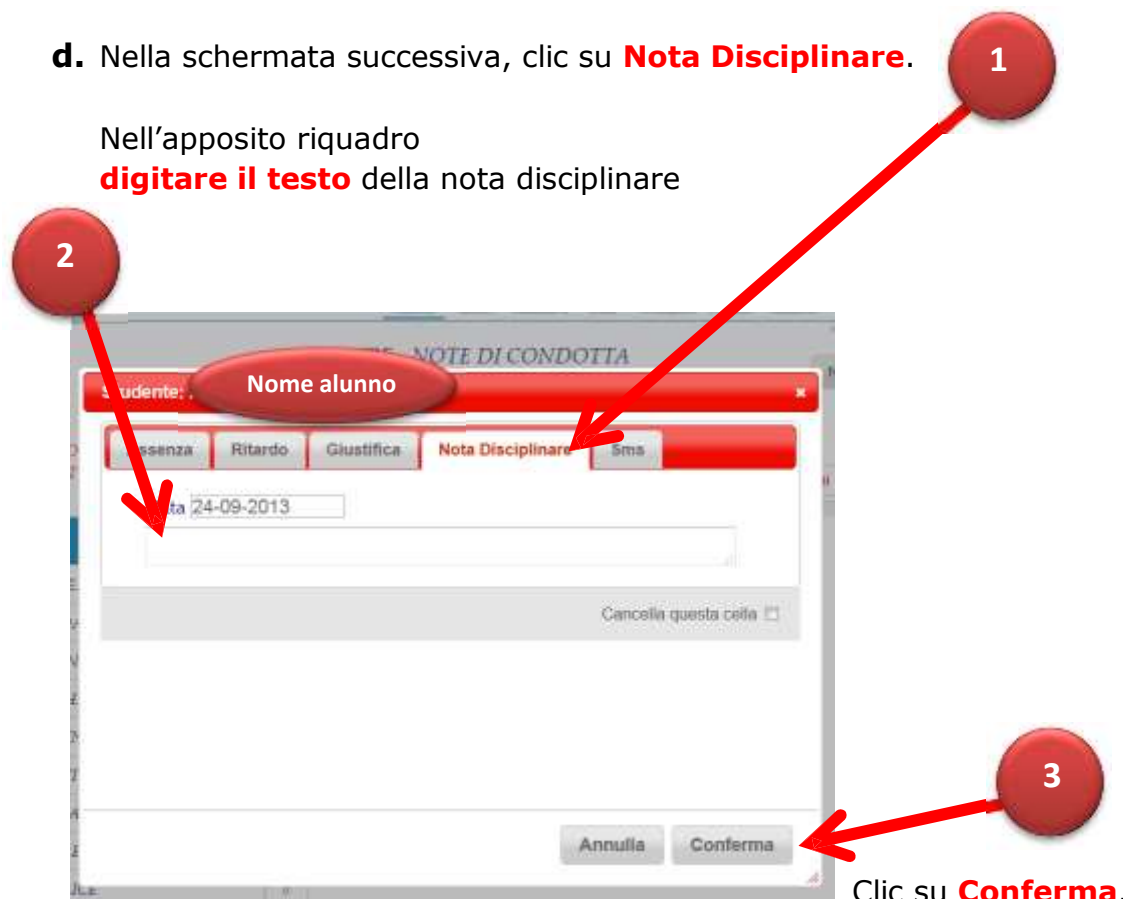 d. Nella schermata successiva, clic su Nota Disciplinare.
1
Nell’apposito riquadro
digitare il testo della nota disciplinare
2
NOTE DI CONDOTTA
Nome alunno
Ritardo Giustifica Nota Disciplinare Sms
24-09-2013
Cancella questa cella
3
Annulla Conferma
Clic su Conferma.